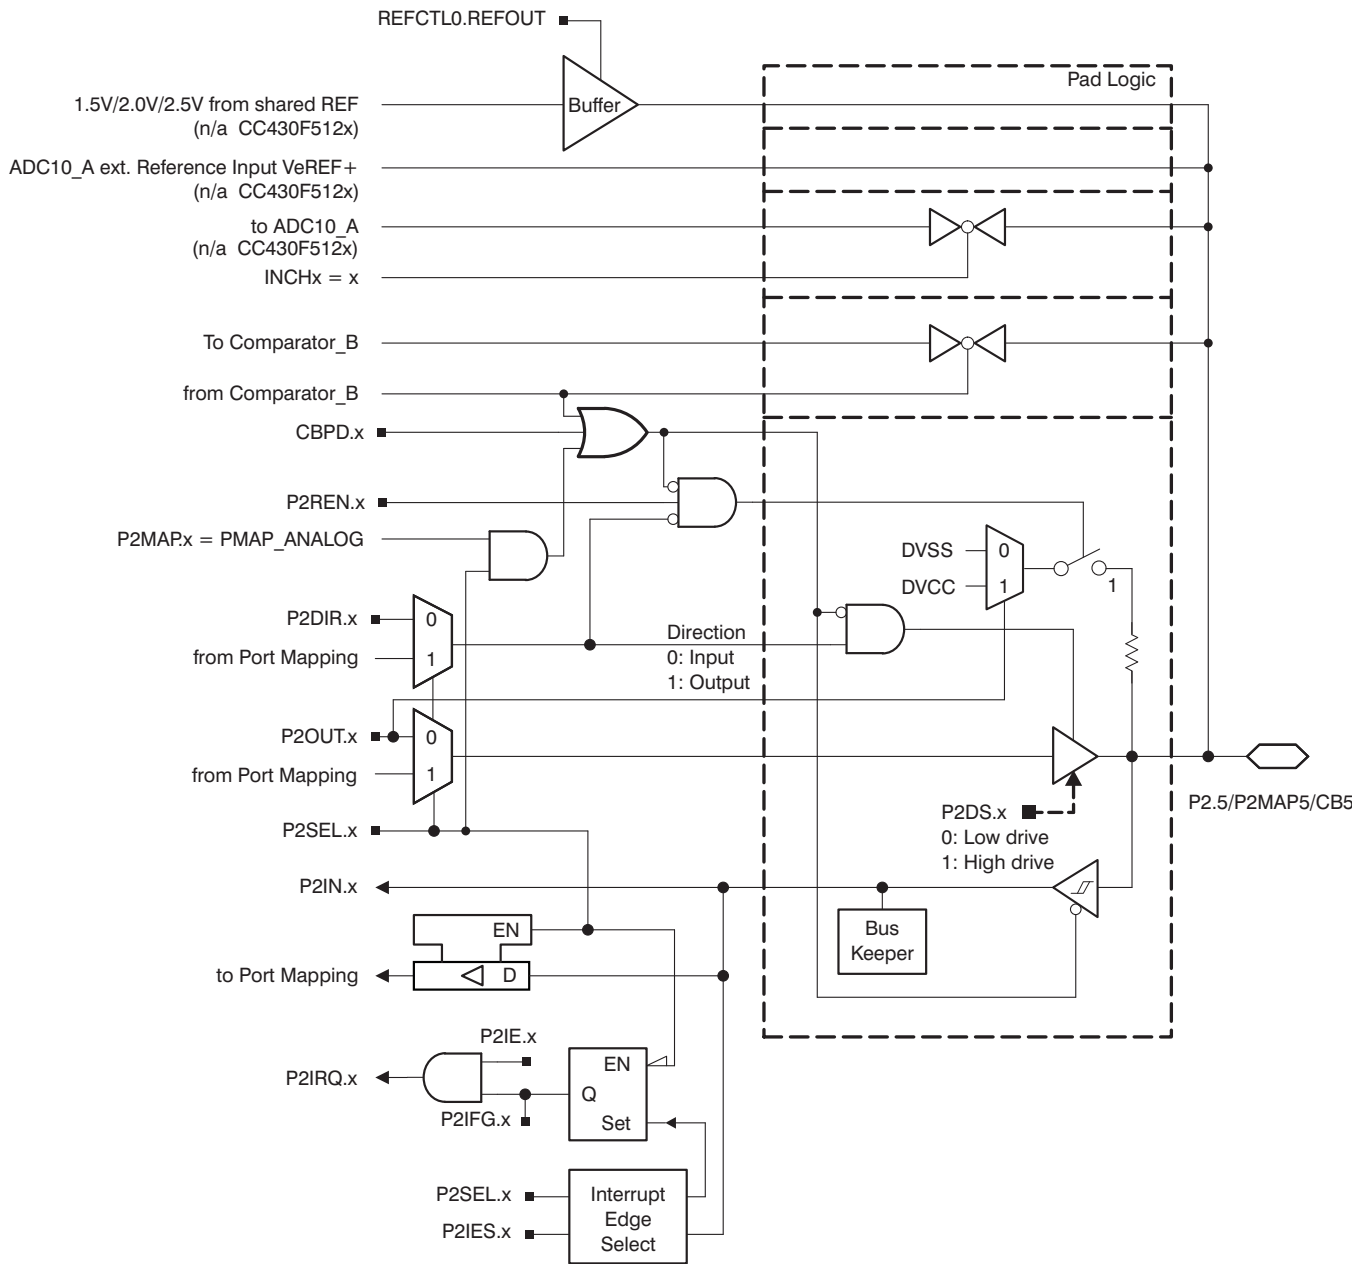 REFCTL0.REFOUT
Pad Logic
1.5V/2.0V/2.5V from shared REF
(n/a CC430F512x)
Buffer
ADC10_A ext. Reference Input VeREF+
(n/a CC430F512x)
to ADC10_A
(n/a CC430F512x)
INCHx = x
To Comparator_B
from Comparator_B
CBPD.x
P2REN.x
P2MAP.x = PMAP_ANALOG
DVSS
0
DVCC
1
1
P2DIR.x
0
from Port Mapping
1
Direction
0: Input
1: Output
P2OUT.x
0
from Port Mapping
1
P2DS.x
0: Low drive
1: High drive
P2.5/P2MAP5/CB5
P2SEL.x
P2IN.x
Bus
Keeper
EN
to Port Mapping
D
P2IE.x
P2IRQ.x
EN
Q
P2IFG.x
Set
P2SEL.x
P2IES.x
Interrupt
Edge
Select